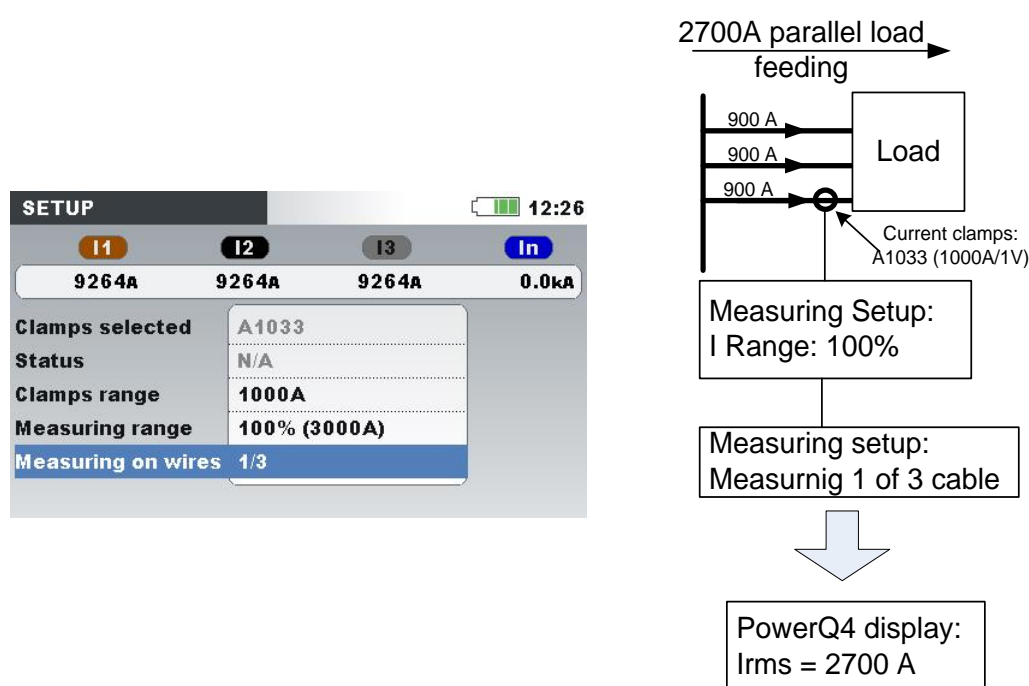 SETUP
12:26
I1 I2 I3 In
9264A 9264A 9264A 0.0kA
Clamps selected A1033
Status N/A
Clamps range 1000A
Measuring range 100% (3000A)
Measuring on wires 1/3
2700A parallel load
feeding
900 A
900 A
900 A
Load
Current clamps:
A1033 (1000A/1V)
Measuring Setup:
I Range: 100%
Measuring setup:
Measurnig 1 of 3 cable
PowerQ4 display:
Irms = 2700 A